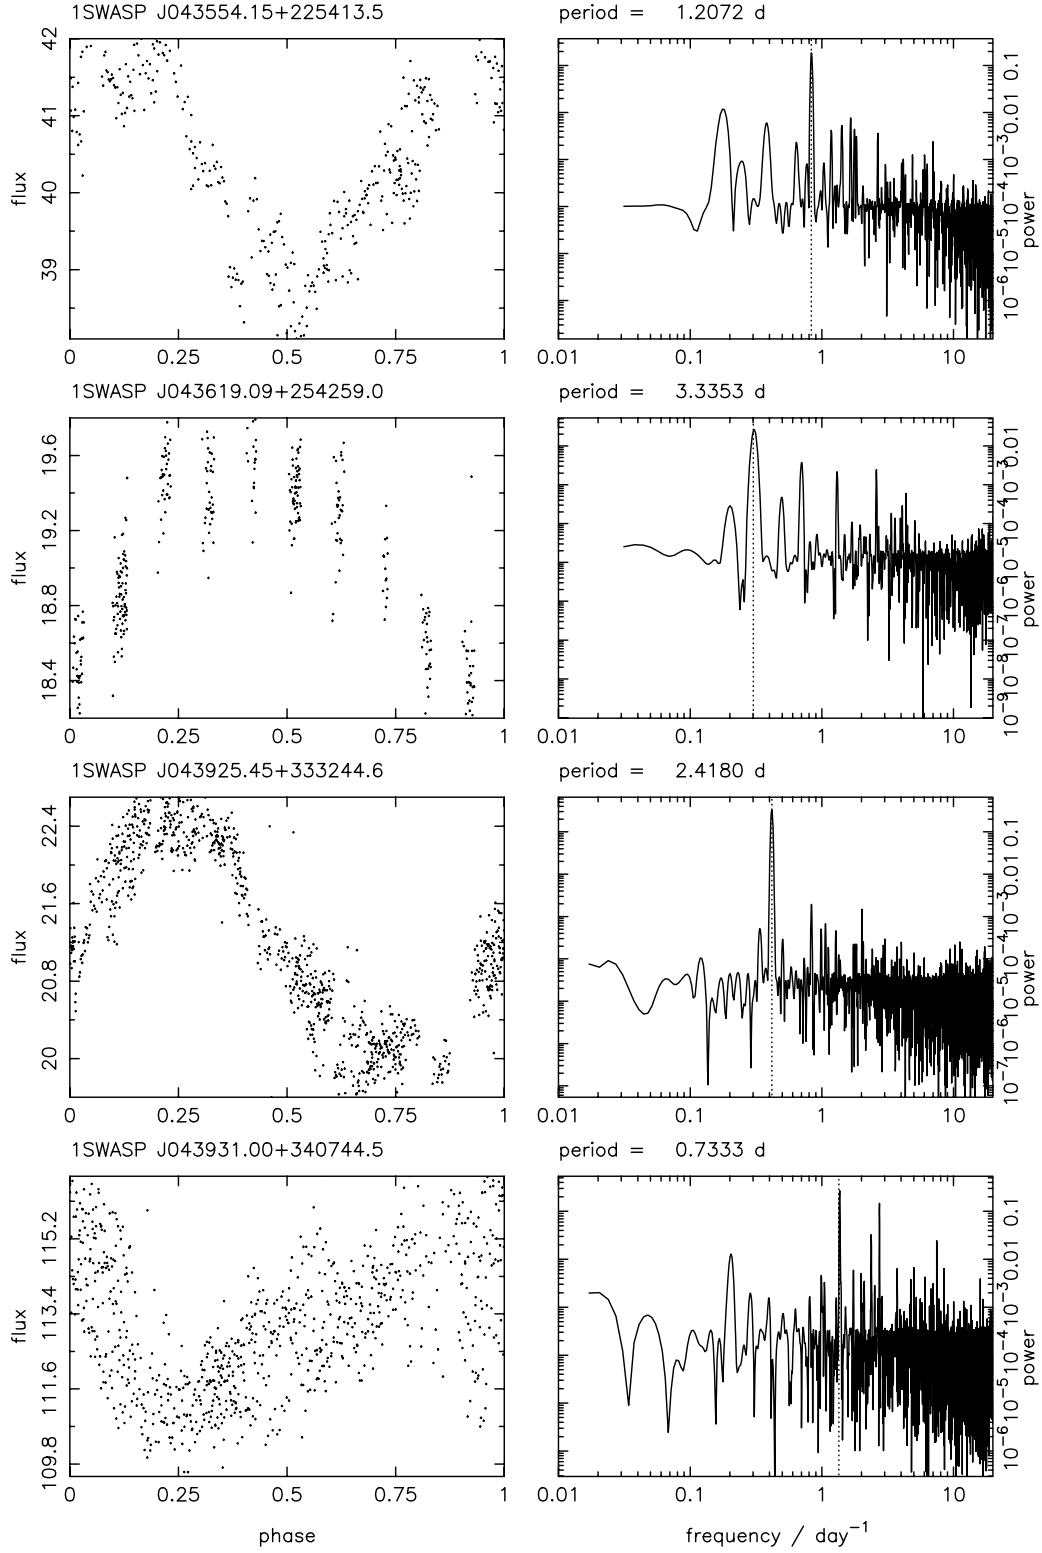 1SWASP J043554.15+225413.5 period = 1.2072 d
42
41
40
39
flux
0 0.25 0.5 0.75 1
0.1
0.01
10⁻³
10⁻⁴
10⁻⁵
10⁻⁶
power
0.01 0.1 1 10
1SWASP J043619.09+254259.0 period = 3.3353 d
19.6
19.2
18.8
18.4
flux
0 0.25 0.5 0.75 1
0.01
10⁻³
10⁻⁴
10⁻⁵
10⁻⁶
10⁻⁷
10⁻⁸
10⁻⁹
power
0.01 0.1 1 10
1SWASP J043925.45+333244.6 period = 2.4180 d
22.4
21.6
20.8
20
flux
0 0.25 0.5 0.75 1
0.1
0.01
10⁻³
10⁻⁴
10⁻⁵
10⁻⁶
10⁻⁷
power
0.01 0.1 1 10
1SWASP J043931.00+340744.5 period = 0.7333 d
115.2
113.4
111.6
109.8
flux
0 0.25 0.5 0.75 1
0.1
0.01
10⁻³
10⁻⁴
10⁻⁵
10⁻⁶
power
0.01 0.1 1 10
phase frequency / day⁻¹